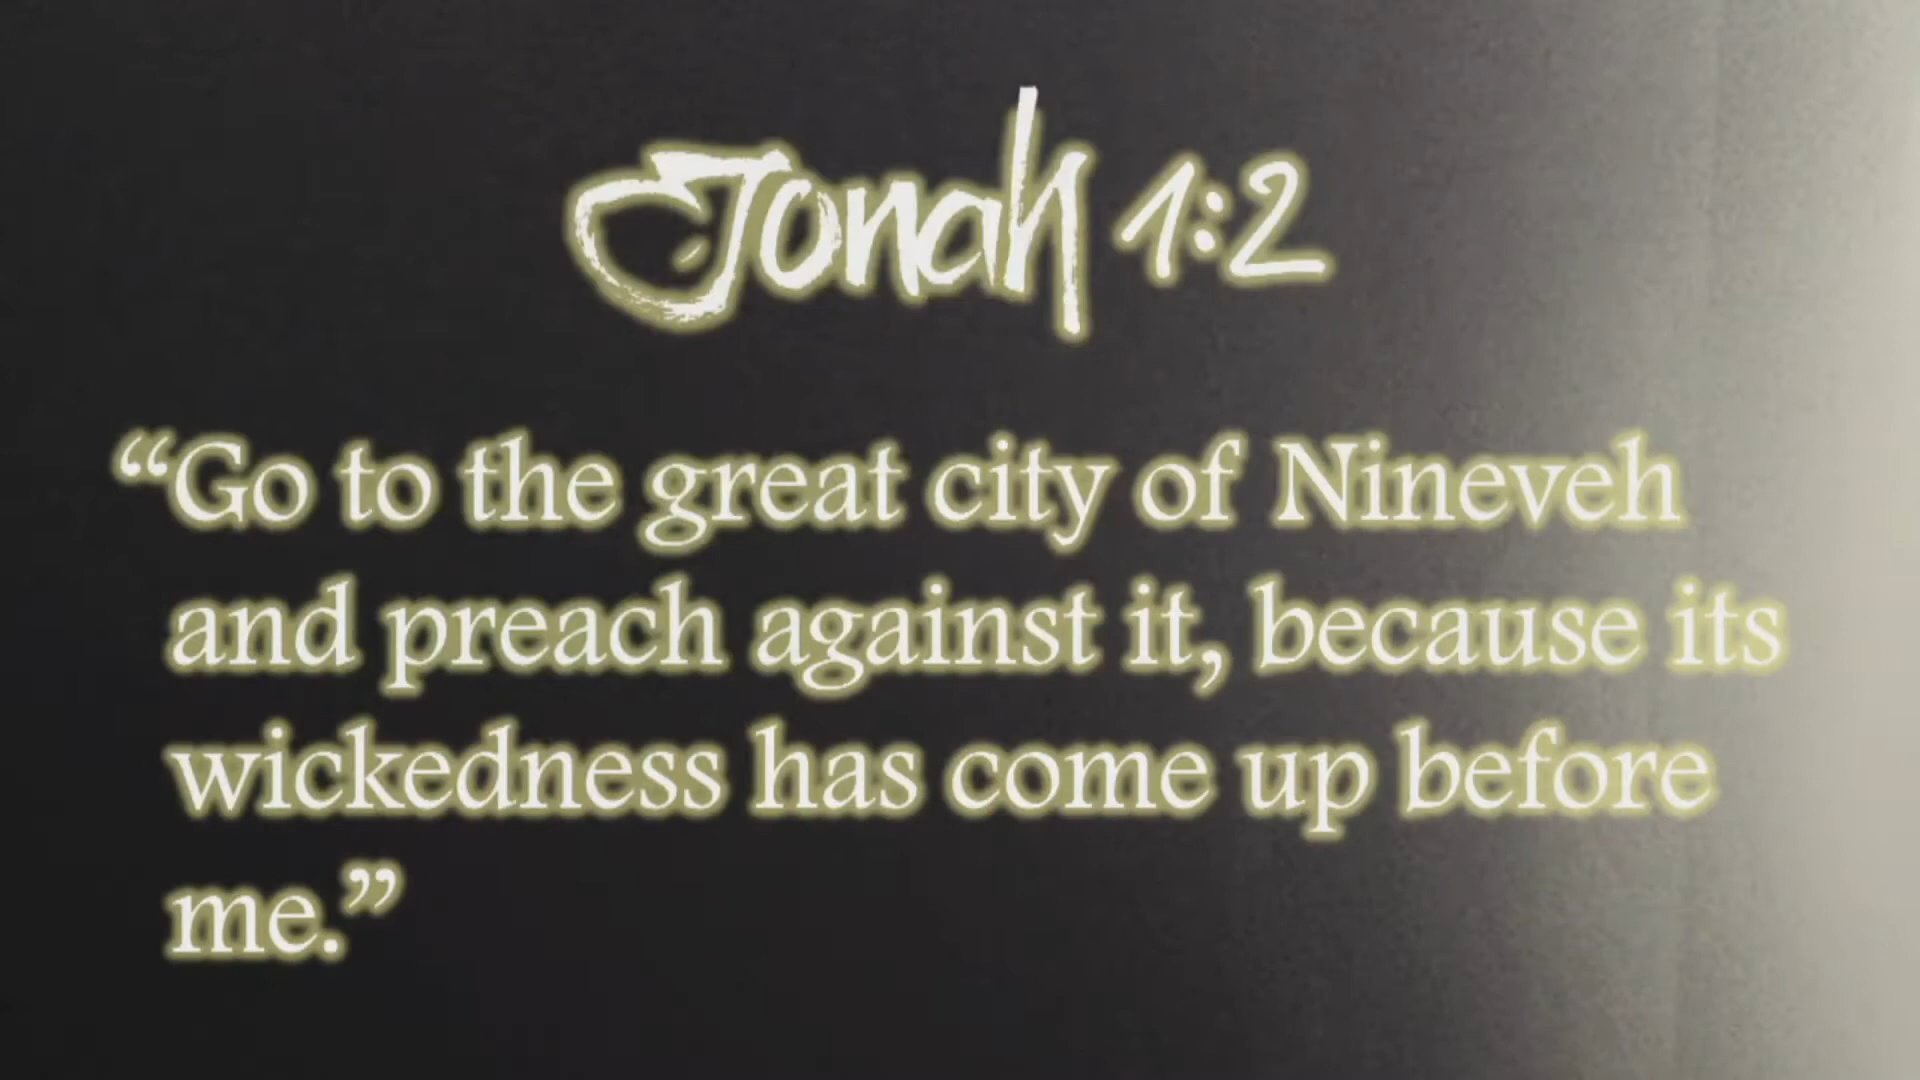 Jonah 1:2
“Go to the great city of Nineveh
and preach against it, because its
wickedness has come up before
me.”